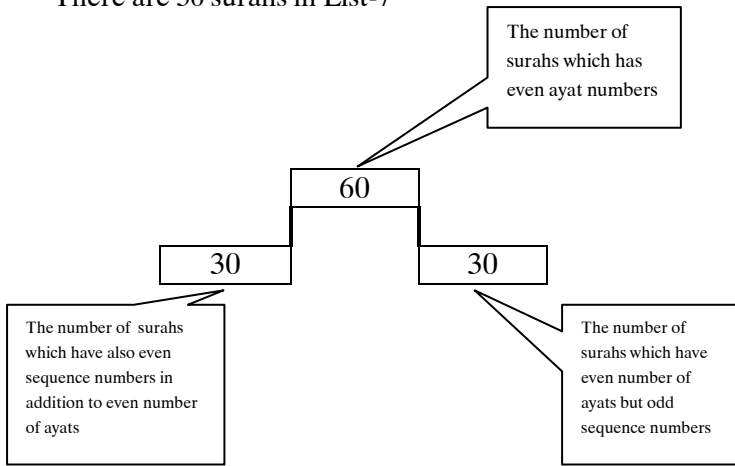 There are 30 surahs in List-7
The number of
surahs which has
even ayat numbers
60
30
30
The number of  surahs
which have also even
sequence numbers in
addition to even number
of ayats
The number of
surahs which have
even number of
ayats but odd
sequence numbers